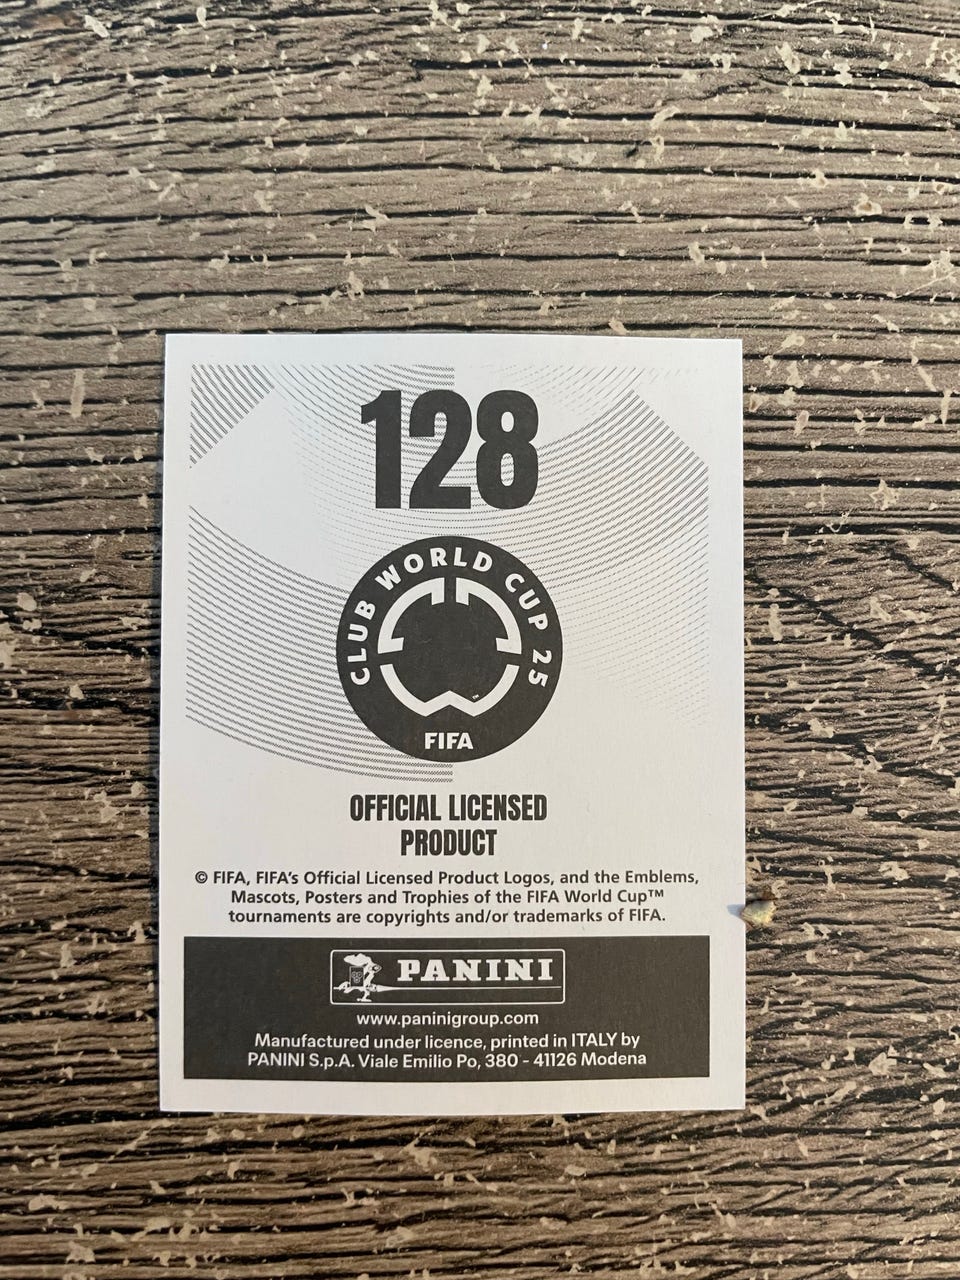 128
CLUB WORLD CUP 25
™
FIFA
OFFICIAL LICENSED
PRODUCT
© FIFA, FIFA's Official Licensed Product Logos, and the Emblems,
Mascots, Posters and Trophies of the FIFA World Cup™
tournaments are copyrights and/or trademarks of FIFA.
PANINI
www.paninigroup.com
Manufactured under licence, printed in ITALY by
PANINI S.p.A. Viale Emilio Po, 380 - 41126 Modena